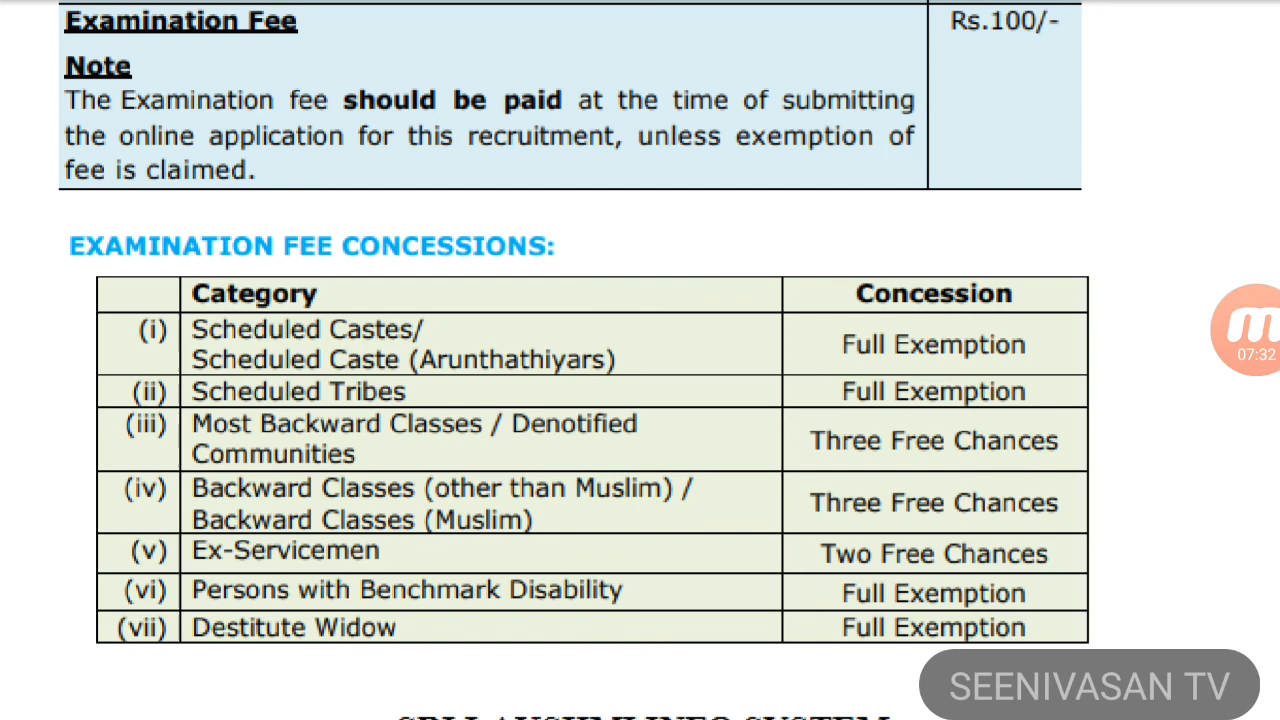 Examination Fee
Rs.100/-
Note
The Examination fee should be paid at the time of submitting
the online application for this recruitment, unless exemption of
fee is claimed.
EXAMINATION FEE CONCESSIONS:
Category Concession
(i) Scheduled Castes/
Scheduled Caste (Arunthathiyars)
Full Exemption
(ii) Scheduled Tribes Full Exemption
(iii) Most Backward Classes / Denotified
Communities
Three Free Chances
(iv) Backward Classes (other than Muslim) /
Backward Classes (Muslim)
Three Free Chances
(v) Ex-Servicemen Two Free Chances
(vi) Persons with Benchmark Disability Full Exemption
(vii) Destitute Widow Full Exemption
07:32
SEENIVASAN TV